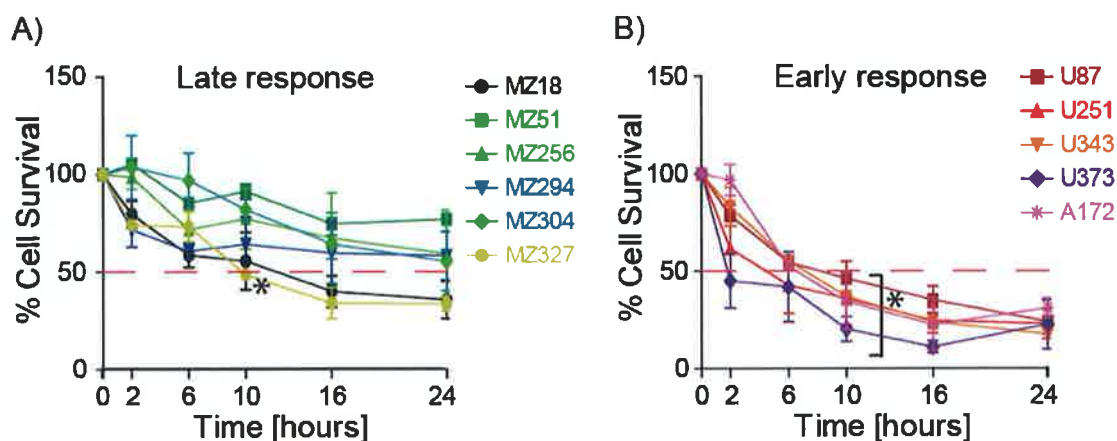 A)
Late response
% Cell Survival
150
100
50
0
*
0 2 6 10 16 24
Time [hours]
MZ18
MZ51
MZ256
MZ294
MZ304
MZ327
B)
Early response
% Cell Survival
150
100
50
0
*
0 2 6 10 16 24
Time [hours]
U87
U251
U343
U373
A172